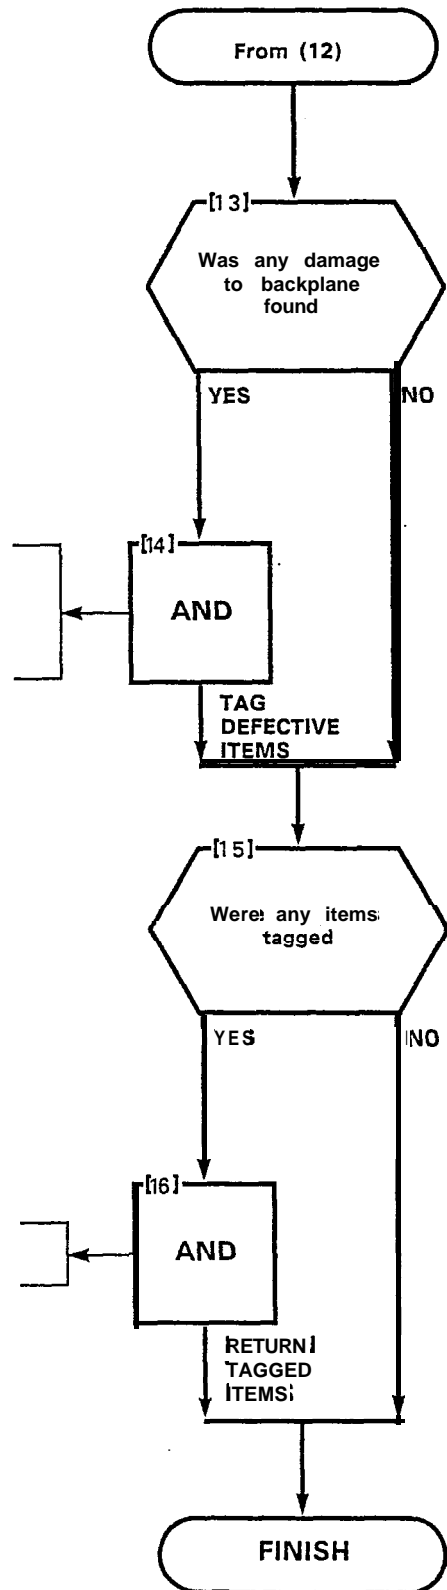 From (12)
[13]
Was any damage
to backplane
found
YES
NO
[14]
AND
TAG
DEFECTIVE
ITEMS
[15]
Were any items
tagged
YES
NO
[16]
AND
RETURN
TAGGED
ITEMS
FINISH